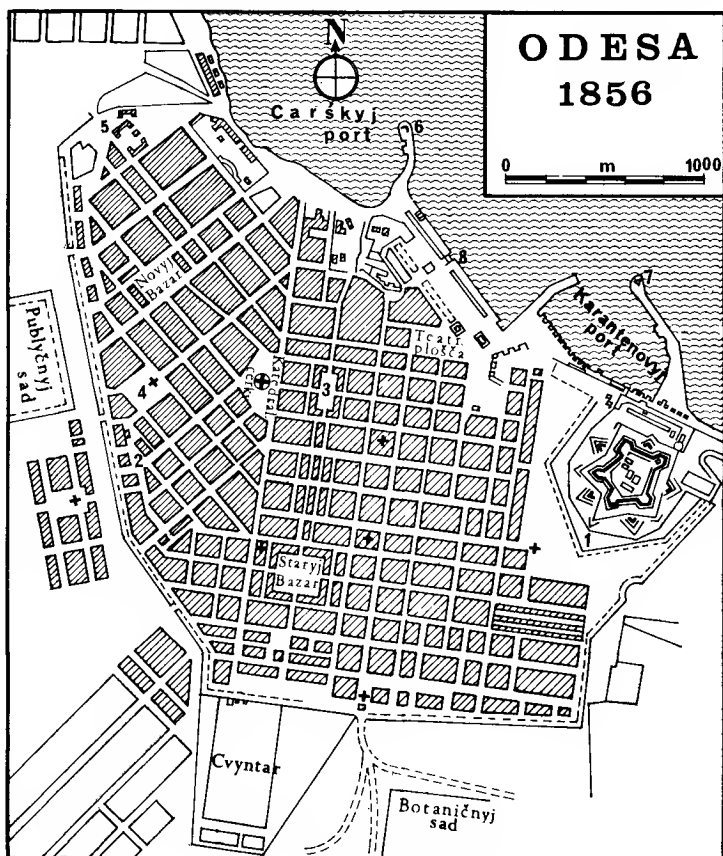 ODESA
1856
0 m 1000
N
Carśkyj
port
6
5
8
7
Karantenovyj
port
Novyj
Bazar
Publyčnyj
sad
Teatr.
plošča
4
3
2
1
Staryj
Bazar
Cvyntar
Botaničnyj
sad